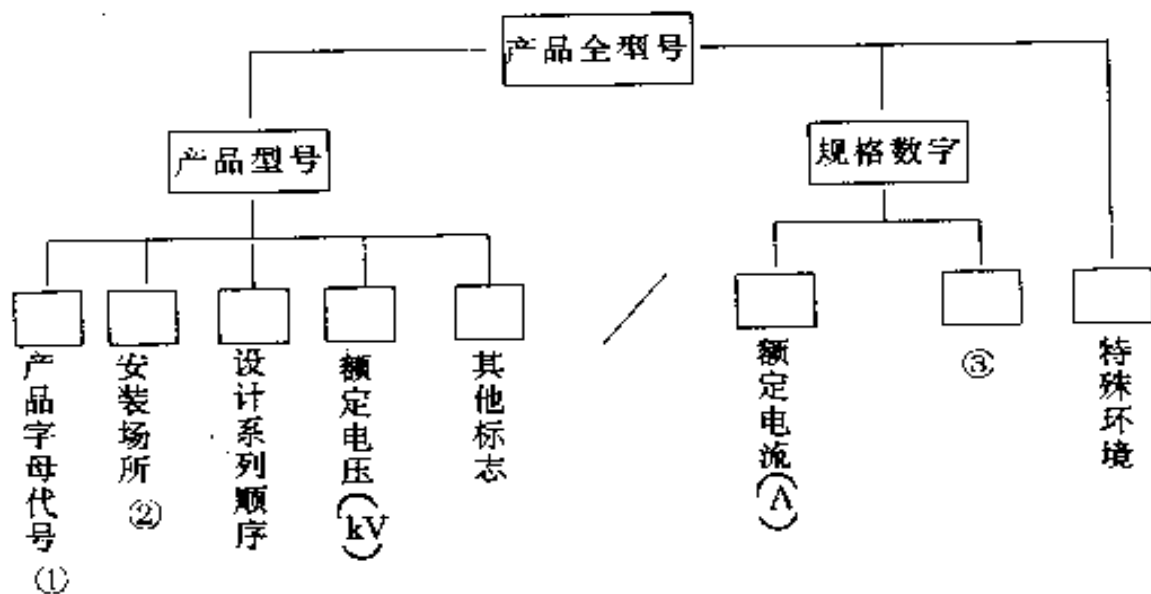 产品全型号
产品型号
规格数字
产品字母代号①
安装场所②
设计系列顺序
额定电压(kV)
其他标志
/
额定电流(A)
③
特殊环境